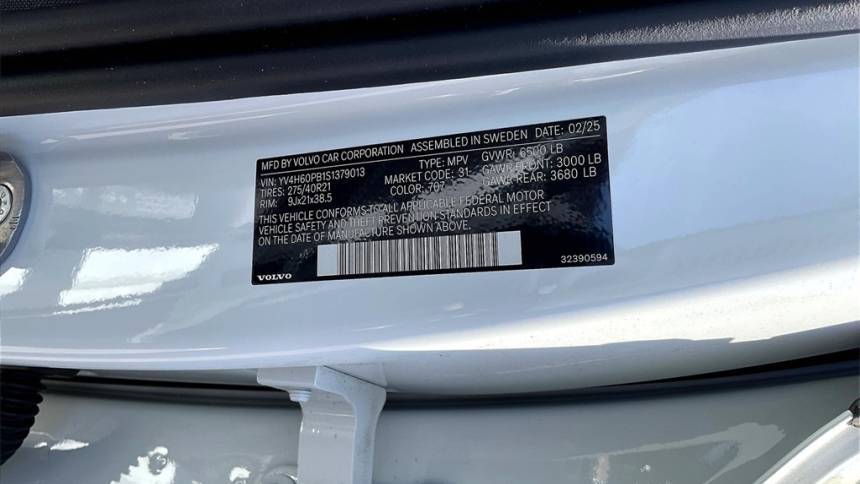 MFD BY VOLVO CAR CORPORATION ASSEMBLED IN SWEDEN DATE: 02/25
VIN: YV4H60PB1S1379013 TYPE: MPV GVWR: 6500 LB
TIRES: 275/40R21 MARKET CODE: 31 GAWR FRONT: 3000 LB
RIM: 9Jx21x38.5 COLOR: 707 GAWR REAR: 3680 LB
THIS VEHICLE CONFORMS TO ALL APPLICABLE FEDERAL MOTOR
VEHICLE SAFETY AND THEFT PREVENTION STANDARDS IN EFFECT
ON THE DATE OF MANUFACTURE SHOWN ABOVE.
VOLVO 32390594